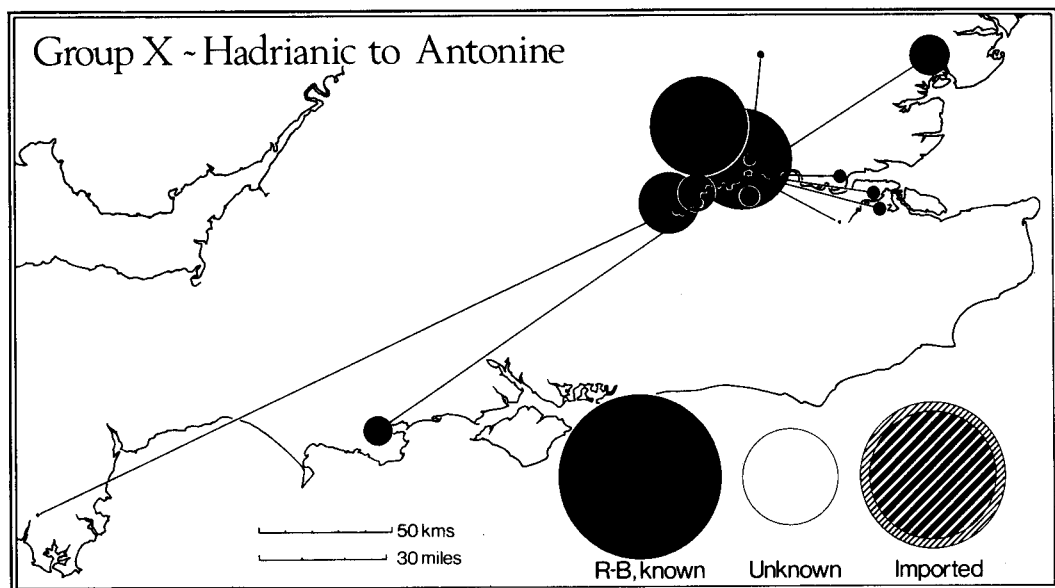 Group X ~ Hadrianic to Antonine
50 kms
30 miles
R-B, known
Unknown
Imported